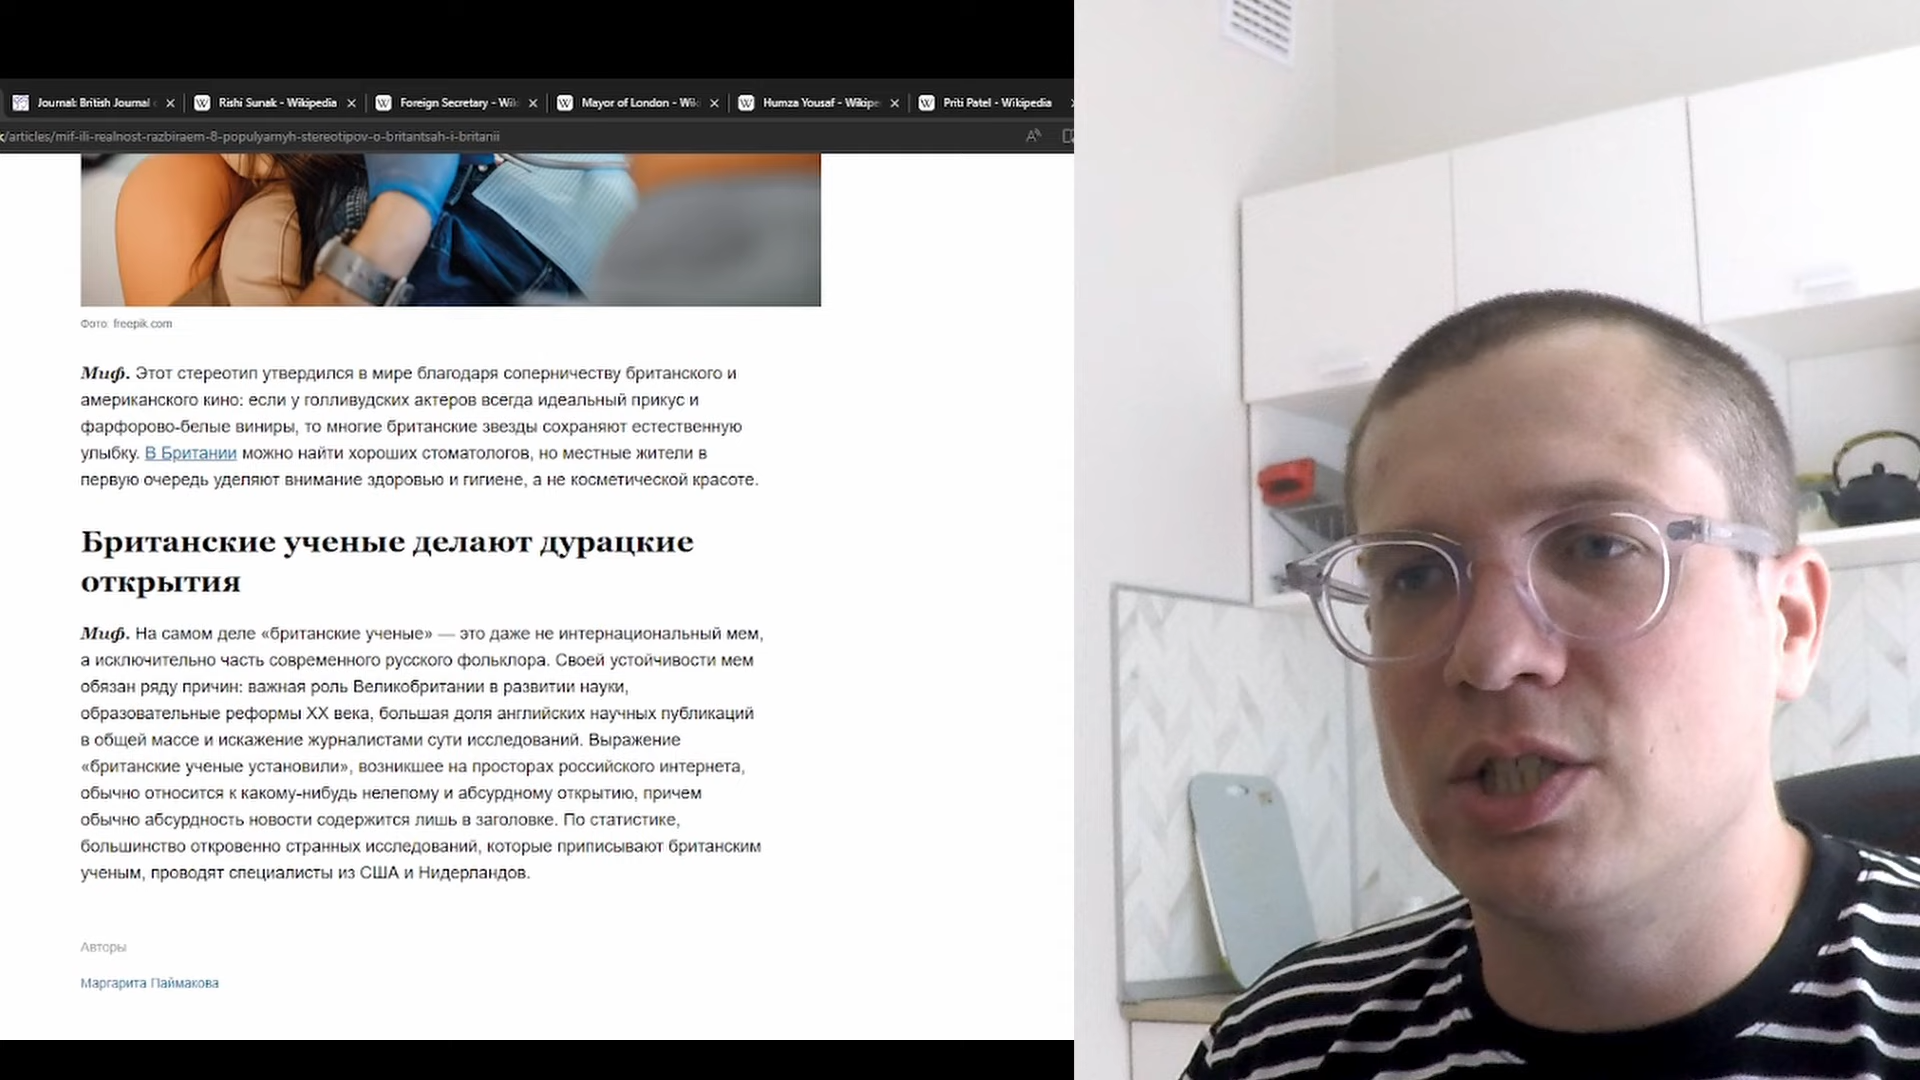 Journal: British Journal
Rishi Sunak - Wikipedia
Foreign Secretary - Wi
Mayor of London - Wi
Humza Yousaf - Wikipe
Priti Patel - Wikipedia
/articles/mif-ili-realnost-razbiraem-8-populyarnyh-stereotipov-o-britantsah-i-britanii
Фото: freepik.com
Миф. Этот стереотип утвердился в мире благодаря соперничеству британского и
американского кино: если у голливудских актеров всегда идеальный прикус и
фарфорово-белые виниры, то многие британские звезды сохраняют естественную
улыбку. В Британии можно найти хороших стоматологов, но местные жители в
первую очередь уделяют внимание здоровью и гигиене, а не косметической красоте.
Британские ученые делают дурацкие
открытия
Миф. На самом деле «британские ученые» — это даже не интернациональный мем,
а исключительно часть современного русского фольклора. Своей устойчивости мем
обязан ряду причин: важная роль Великобритании в развитии науки,
образовательные реформы XX века, большая доля английских научных публикаций
в общей массе и искажение журналистами сути исследований. Выражение
«британские ученые установили», возникшее на просторах российского интернета,
обычно относится к какому-нибудь нелепому и абсурдному открытию, причем
обычно абсурдность новости содержится лишь в заголовке. По статистике,
большинство откровенно странных исследований, которые приписывают британским
ученым, проводят специалисты из США и Нидерландов.
Авторы
Маргарита Паймакова